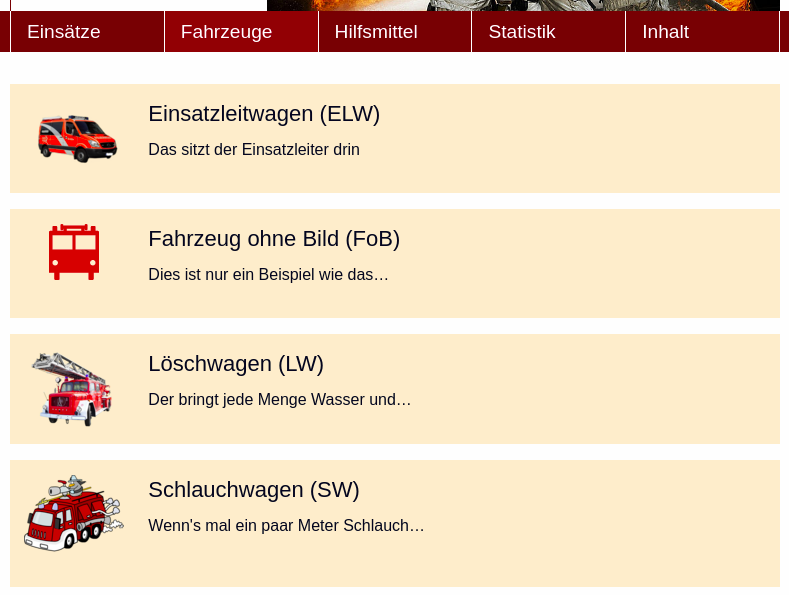 Einsätze Fahrzeuge Hilfsmittel Statistik Inhalt
Einsatzleitwagen (ELW)
Das sitzt der Einsatzleiter drin
Fahrzeug ohne Bild (FoB)
Dies ist nur ein Beispiel wie das…
Löschwagen (LW)
Der bringt jede Menge Wasser und…
Schlauchwagen (SW)
Wenn's mal ein paar Meter Schlauch…